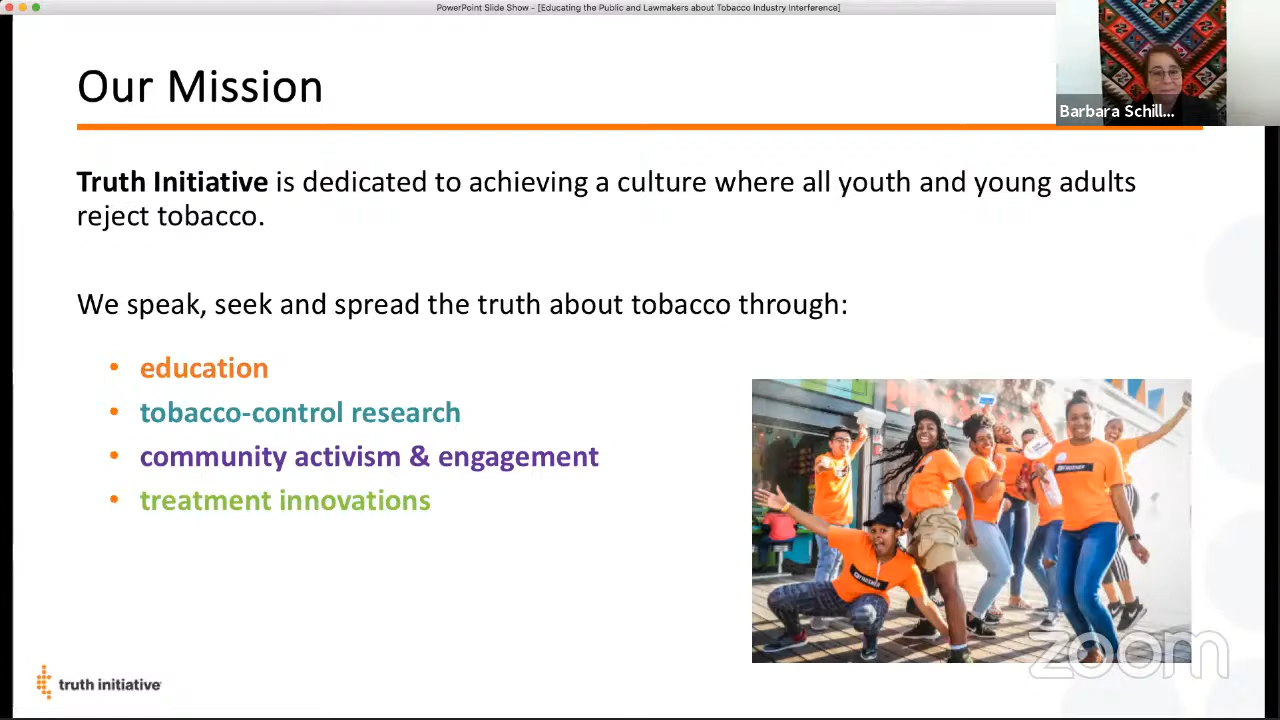 PowerPoint Slide Show - [Educating the Public and Lawmakers about Tobacco Industry Interference]
Our Mission
Barbara Schill...
Truth Initiative is dedicated to achieving a culture where all youth and young adults
reject tobacco.
We speak, seek and spread the truth about tobacco through:
• education
• tobacco-control research
• community activism & engagement
• treatment innovations
zoom
truth initiative